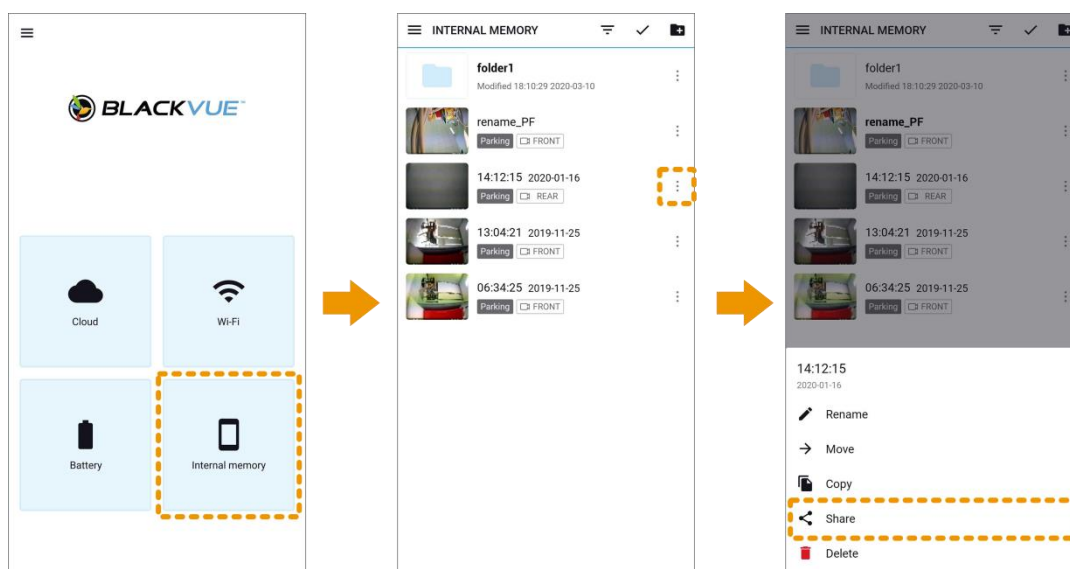 BLACKVUE
Cloud
Wi-Fi
Battery
Internal memory
INTERNAL MEMORY
folder1
Modified 18:10:29 2020-03-10
rename_PF
Parking FRONT
14:12:15 2020-01-16
Parking REAR
13:04:21 2019-11-25
Parking FRONT
06:34:25 2019-11-25
Parking FRONT
INTERNAL MEMORY
folder1
Modified 18:10:29 2020-03-10
rename_PF
Parking FRONT
14:12:15 2020-01-16
Parking REAR
13:04:21 2019-11-25
Parking FRONT
06:34:25 2019-11-25
Parking FRONT
14:12:15
2020-01-16
Rename
Move
Copy
Share
Delete